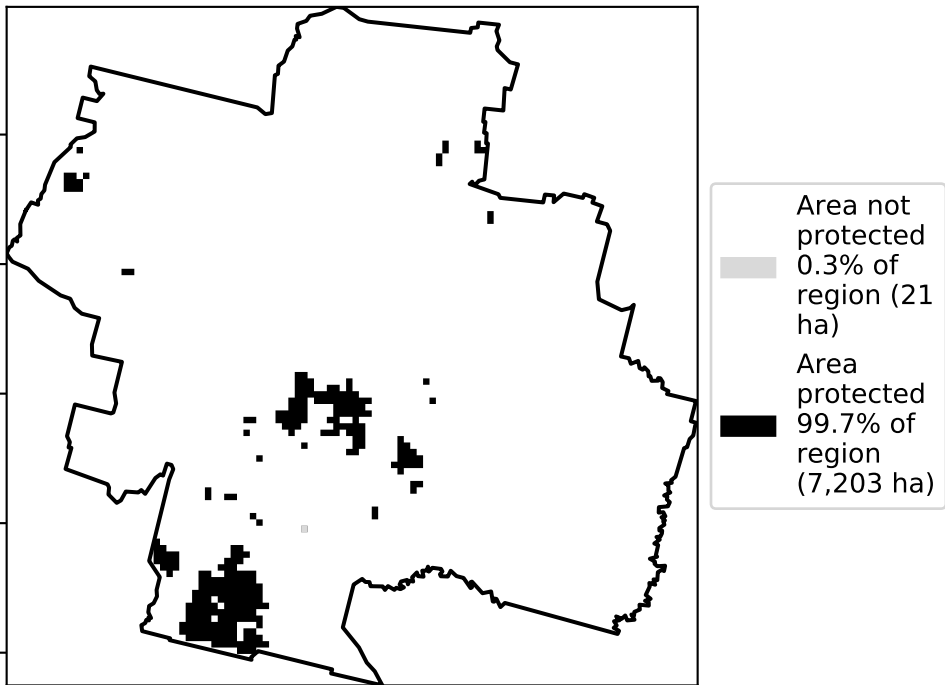 Area not
protected
0.3% of
region (21
ha)
Area
protected
99.7% of
region
(7,203 ha)